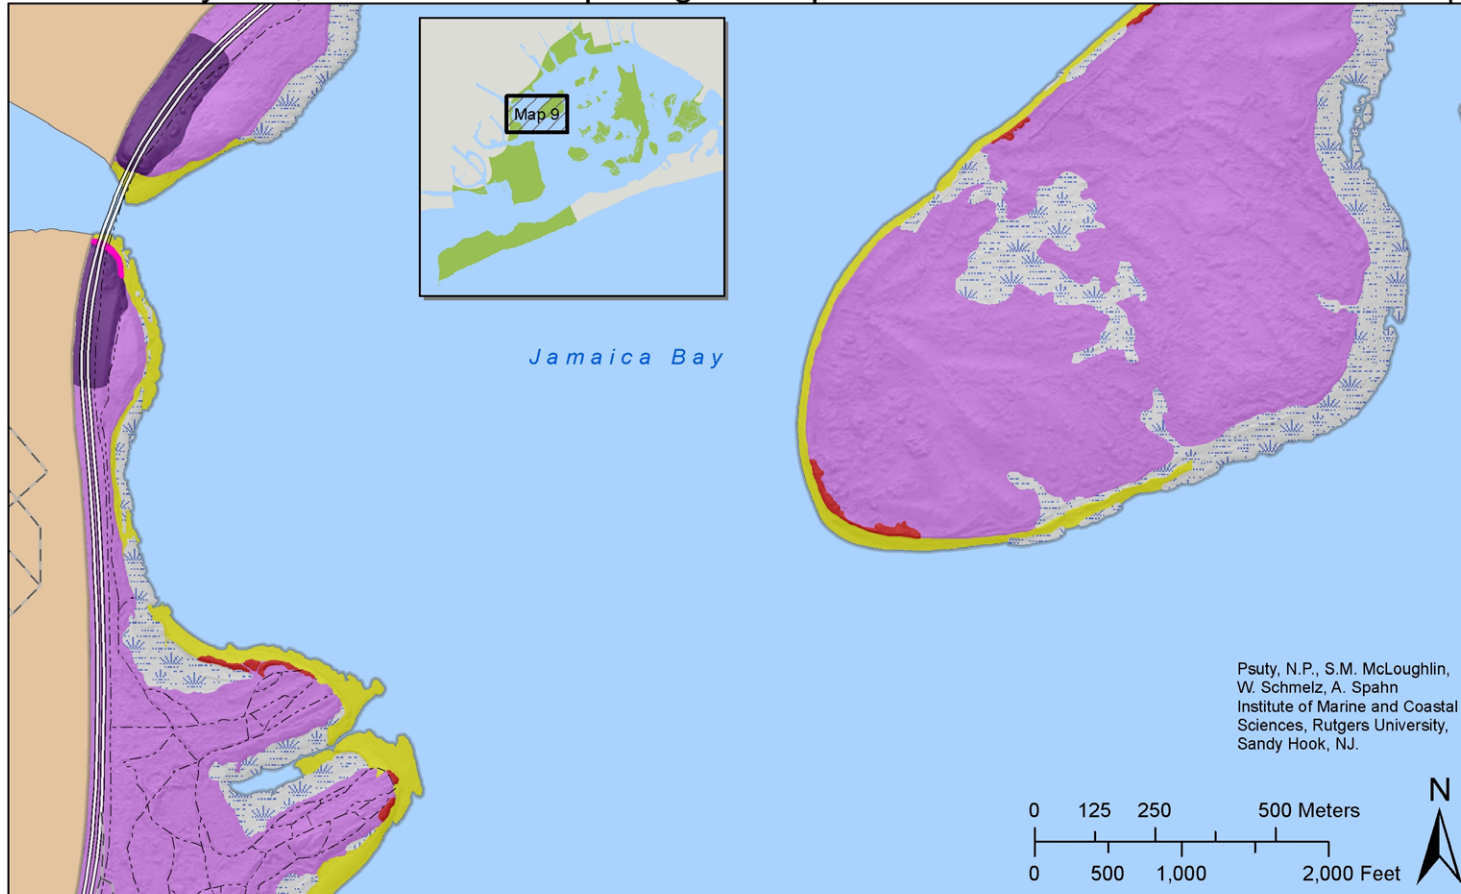 Map 9
Jamaica Bay
Psuty, N.P., S.M. McLoughlin,
W. Schmelz, A. Spahn
Institute of Marine and Coastal
Sciences, Rutgers University,
Sandy Hook, NJ.
N
0 125 250 500 Meters
0 500 1,000 2,000 Feet